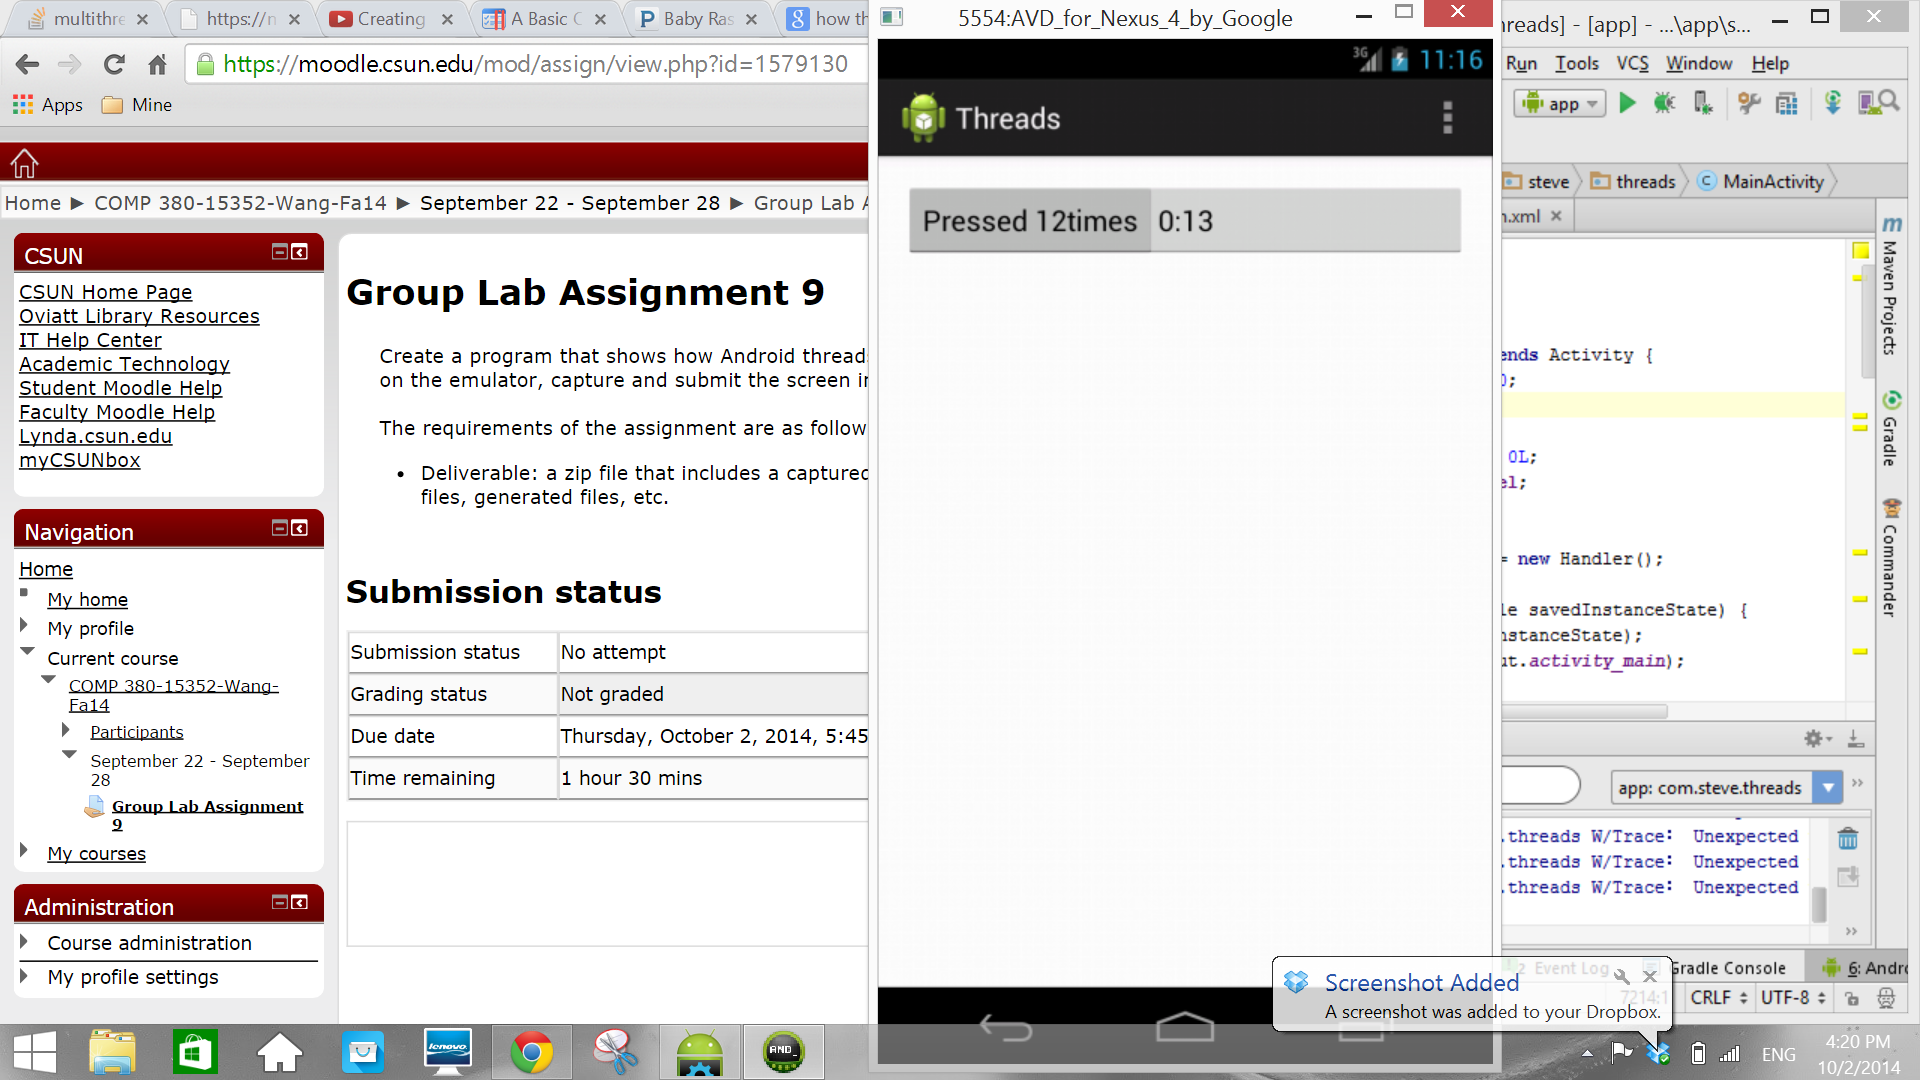 multithre
https://n
Creating
A Basic C
Baby Ras
how th
https://moodle.csun.edu/mod/assign/view.php?id=1579130
Apps
Mine
Home ► COMP 380-15352-Wang-Fa14 ► September 22 - September 28 ► Group Lab A
CSUN
CSUN Home Page
Oviatt Library Resources
IT Help Center
Academic Technology
Student Moodle Help
Faculty Moodle Help
Lynda.csun.edu
myCSUNbox
Navigation
Home
My home
My profile
Current course
COMP 380-15352-Wang-
Fa14
Participants
September 22 - September
28
Group Lab Assignment
9
My courses
Administration
Course administration
My profile settings
Group Lab Assignment 9
Create a program that shows how Android thread
on the emulator, capture and submit the screen i
The requirements of the assignment are as follow
• Deliverable: a zip file that includes a captured
files, generated files, etc.
Submission status
Submission status No attempt
Grading status Not graded
Due date Thursday, October 2, 2014, 5:45
Time remaining 1 hour 30 mins
5554:AVD_for_Nexus_4_by_Google
3G 11:16
Threads
Pressed 12times 0:13
hreads] - [app] - ...\app\s...
Run Tools VCS Window Help
app
steve threads MainActivity
n.xml
ends Activity {
0;
0L;
el;
= new Handler();
le savedInstanceState) {
nstanceState);
ut.activity_main);
Maven Projects
Gradle
Commander
app: com.steve.threads
.threads W/Trace: Unexpected
.threads W/Trace: Unexpected
.threads W/Trace: Unexpected
Event Log Gradle Console 6: Andro
7214:1 CRLF UTF-8
Screenshot Added
A screenshot was added to your Dropbox.
lenovo
AND_
ENG
4:20 PM
10/2/2014